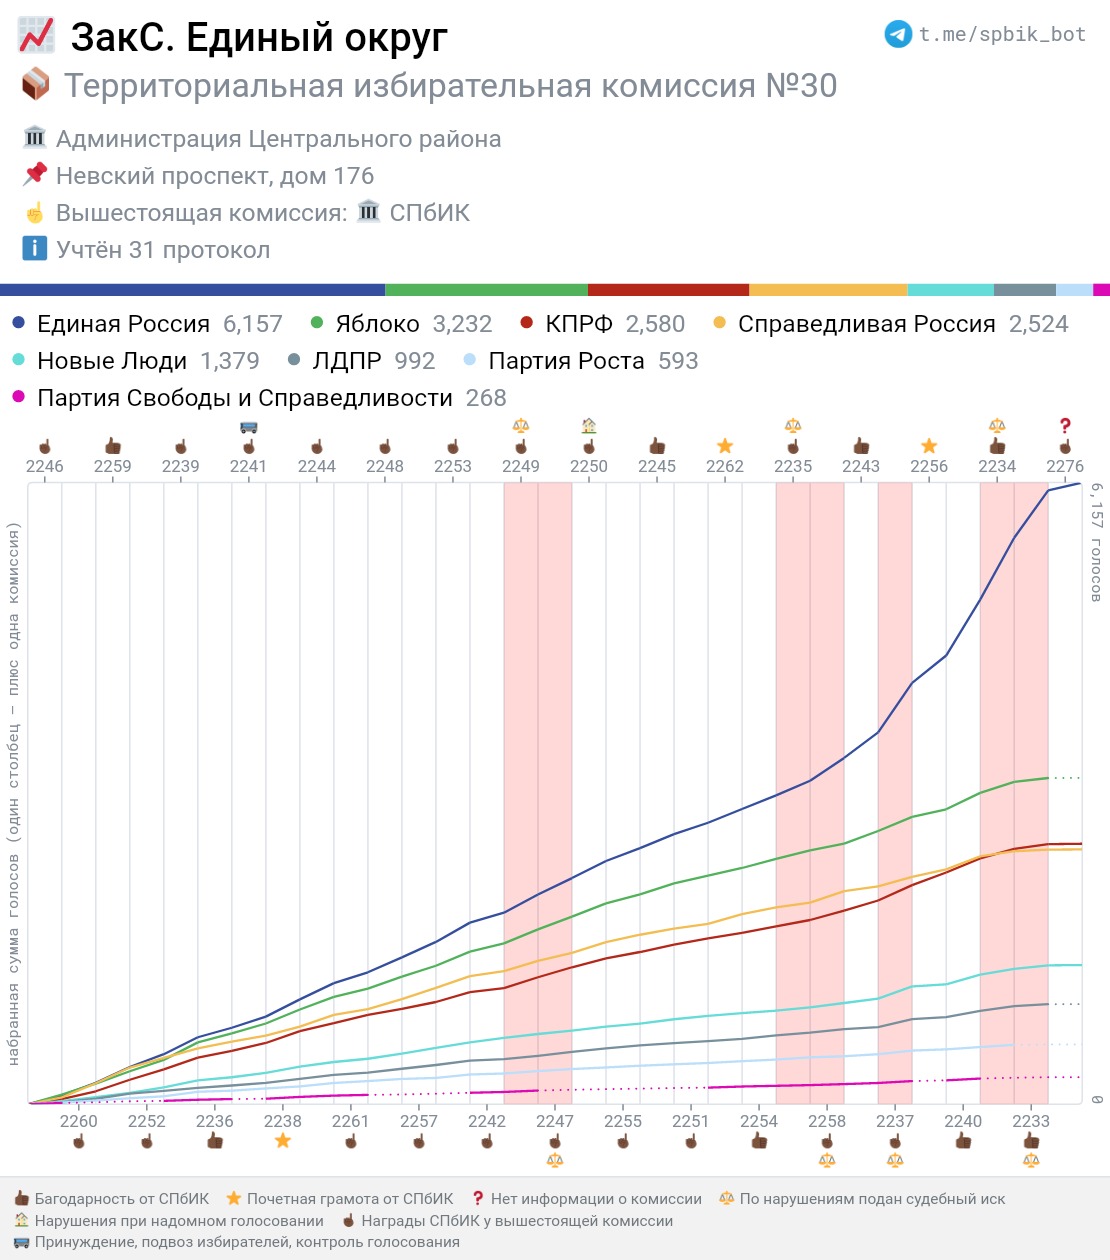 ЗакС. Единый округ
t.me/spbik_bot
Территориальная избирательная комиссия №30
Администрация Центрального района
Невский проспект, дом 176
Вышестоящая комиссия: СПбИК
Учтён 31 протокол
Единая Россия 6,157 Яблоко 3,232 КПРФ 2,580 Справедливая Россия 2,524
Новые Люди 1,379 ЛДПР 992 Партия Роста 593
Партия Свободы и Справедливости 268
2246 2259 2239 2241 2244 2248 2253 2249 2250 2245 2262 2235 2243 2256 2234 2276
набранная сумма голосов (один столбец – плюс одна комиссия)
6,157 голосов
0
2260 2252 2236 2238 2261 2257 2242 2247 2255 2251 2254 2258 2237 2240 2233
Багодарность от СПбИК Почетная грамота от СПбИК Нет информации о комиссии По нарушениям подан судебный иск
Нарушения при надомном голосовании Награды СПбИК у вышестоящей комиссии
Принуждение, подвоз избирателей, контроль голосования